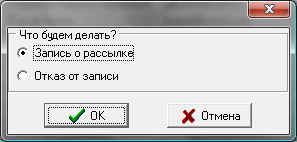 Что будем делать?
Запись о рассылке
Отказ от записи
OK
Отмена